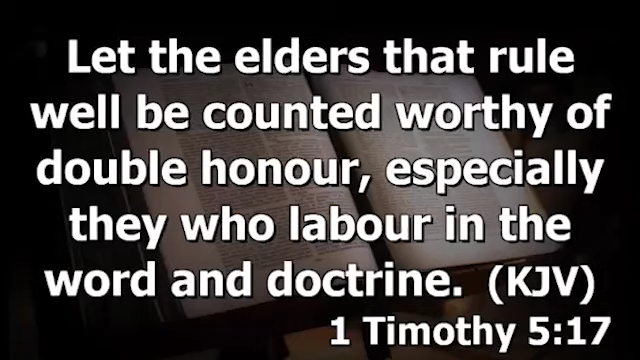 Let the elders that rule
well be counted worthy of
double honour, especially
they who labour in the
word and doctrine. (KJV)
1 Timothy 5:17